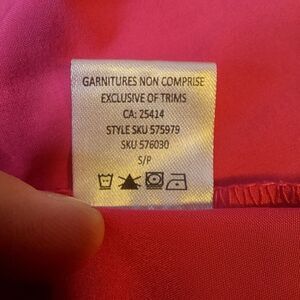 GARNITURES NON COMPRISE
EXCLUSIVE OF TRIMS
CA: 25414
STYLE SKU 575979
SKU 576030
S/P